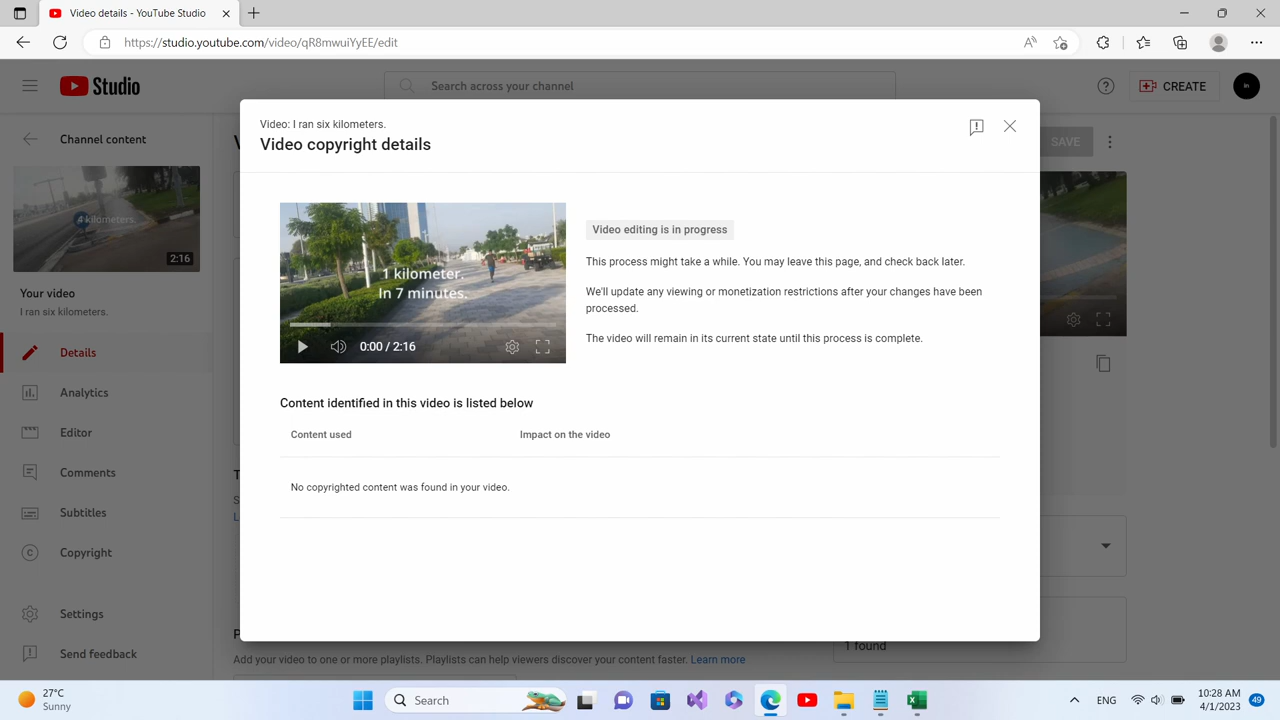 Video details - YouTube Studio
https://studio.youtube.com/video/qR8mwuiYyEE/edit
Studio
Search across your channel
CREATE
Channel content
4 kilometers.
2:16
Your video
I ran six kilometers.
Details
Analytics
Editor
Comments
Subtitles
Copyright
Settings
Send feedback
SAVE
Video: I ran six kilometers.
Video copyright details
1 kilometer.
In 7 minutes.
0:00 / 2:16
Video editing is in progress
This process might take a while. You may leave this page, and check back later.
We'll update any viewing or monetization restrictions after your changes have been
processed.
The video will remain in its current state until this process is complete.
Content identified in this video is listed below
Content used Impact on the video
No copyrighted content was found in your video.
1 found
Add your video to one or more playlists. Playlists can help viewers discover your content faster. Learn more
27°C
Sunny
Search
ENG
10:28 AM
4/1/2023
49